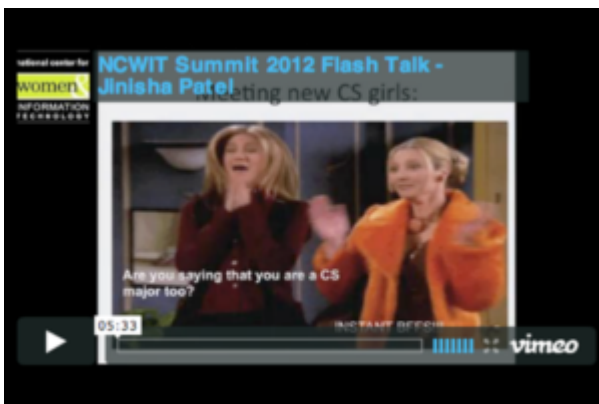 national center for
women&
INFORMATION
TECHNOLOGY
NCWIT Summit 2012 Flash Talk -
Jinisha Patel
Meeting new CS girls:
Are you saying that you are a CS
major too?
INSTANT BFFS!!!
05:33
vimeo